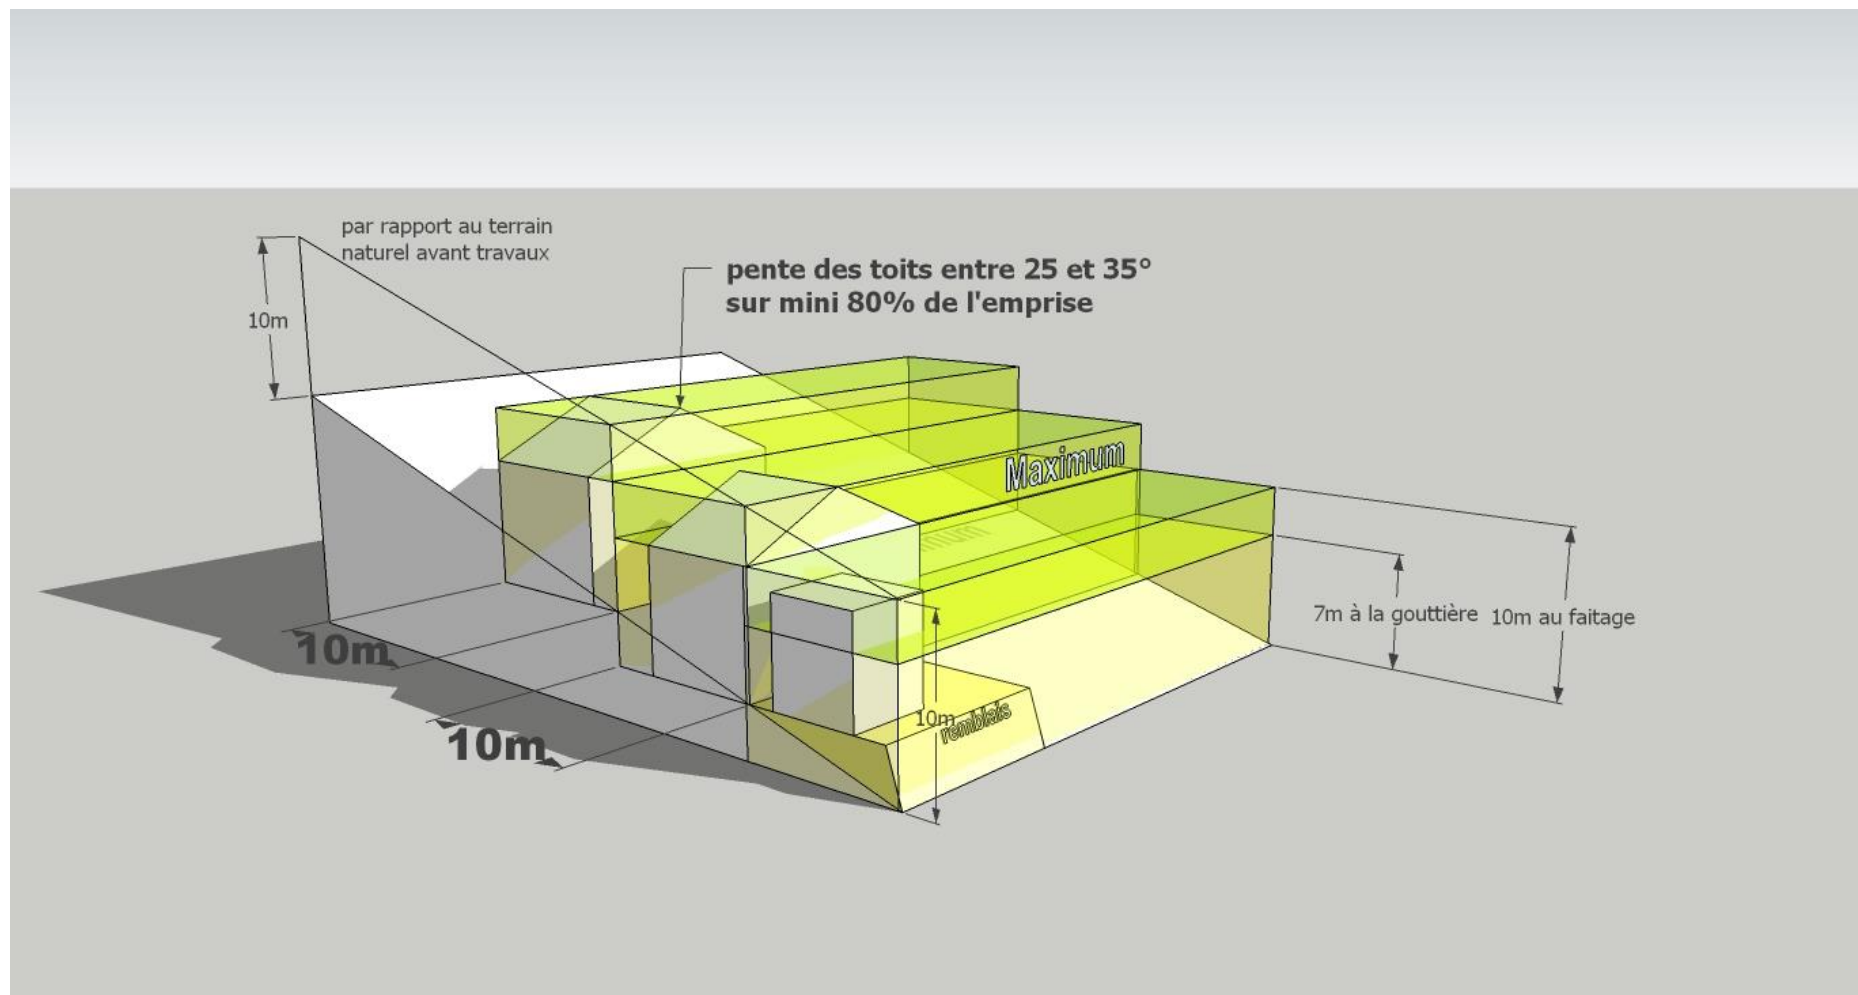 par rapport au terrain
naturel avant travaux
pente des toits entre 25 et 35°
sur mini 80% de l'emprise
10m
Maximum
7m à la gouttière
10m au faitage
10m
10m
remblais
10m